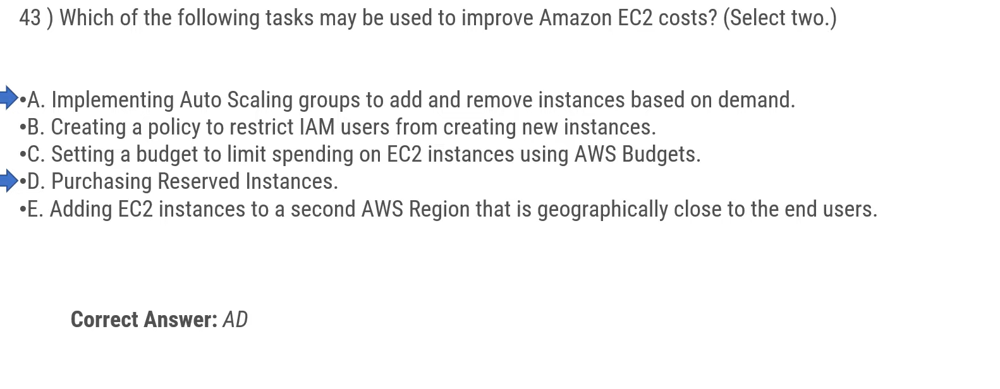 43 ) Which of the following tasks may be used to improve Amazon EC2 costs? (Select two.)
•A. Implementing Auto Scaling groups to add and remove instances based on demand.
•B. Creating a policy to restrict IAM users from creating new instances.
•C. Setting a budget to limit spending on EC2 instances using AWS Budgets.
•D. Purchasing Reserved Instances.
•E. Adding EC2 instances to a second AWS Region that is geographically close to the end users.
Correct Answer: AD